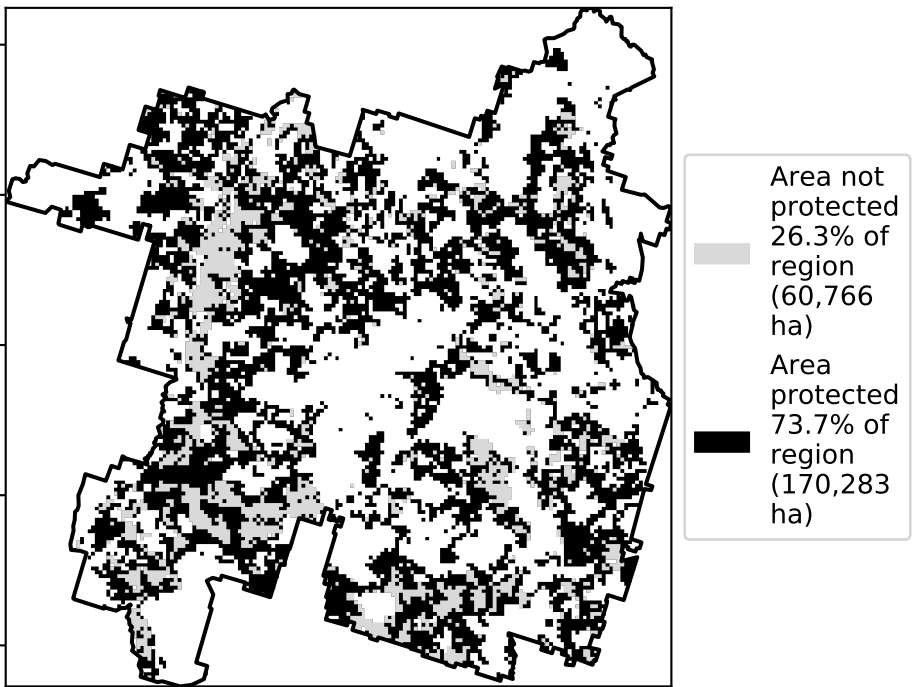 Area not
protected
26.3% of
region
(60,766
ha)
Area
protected
73.7% of
region
(170,283
ha)